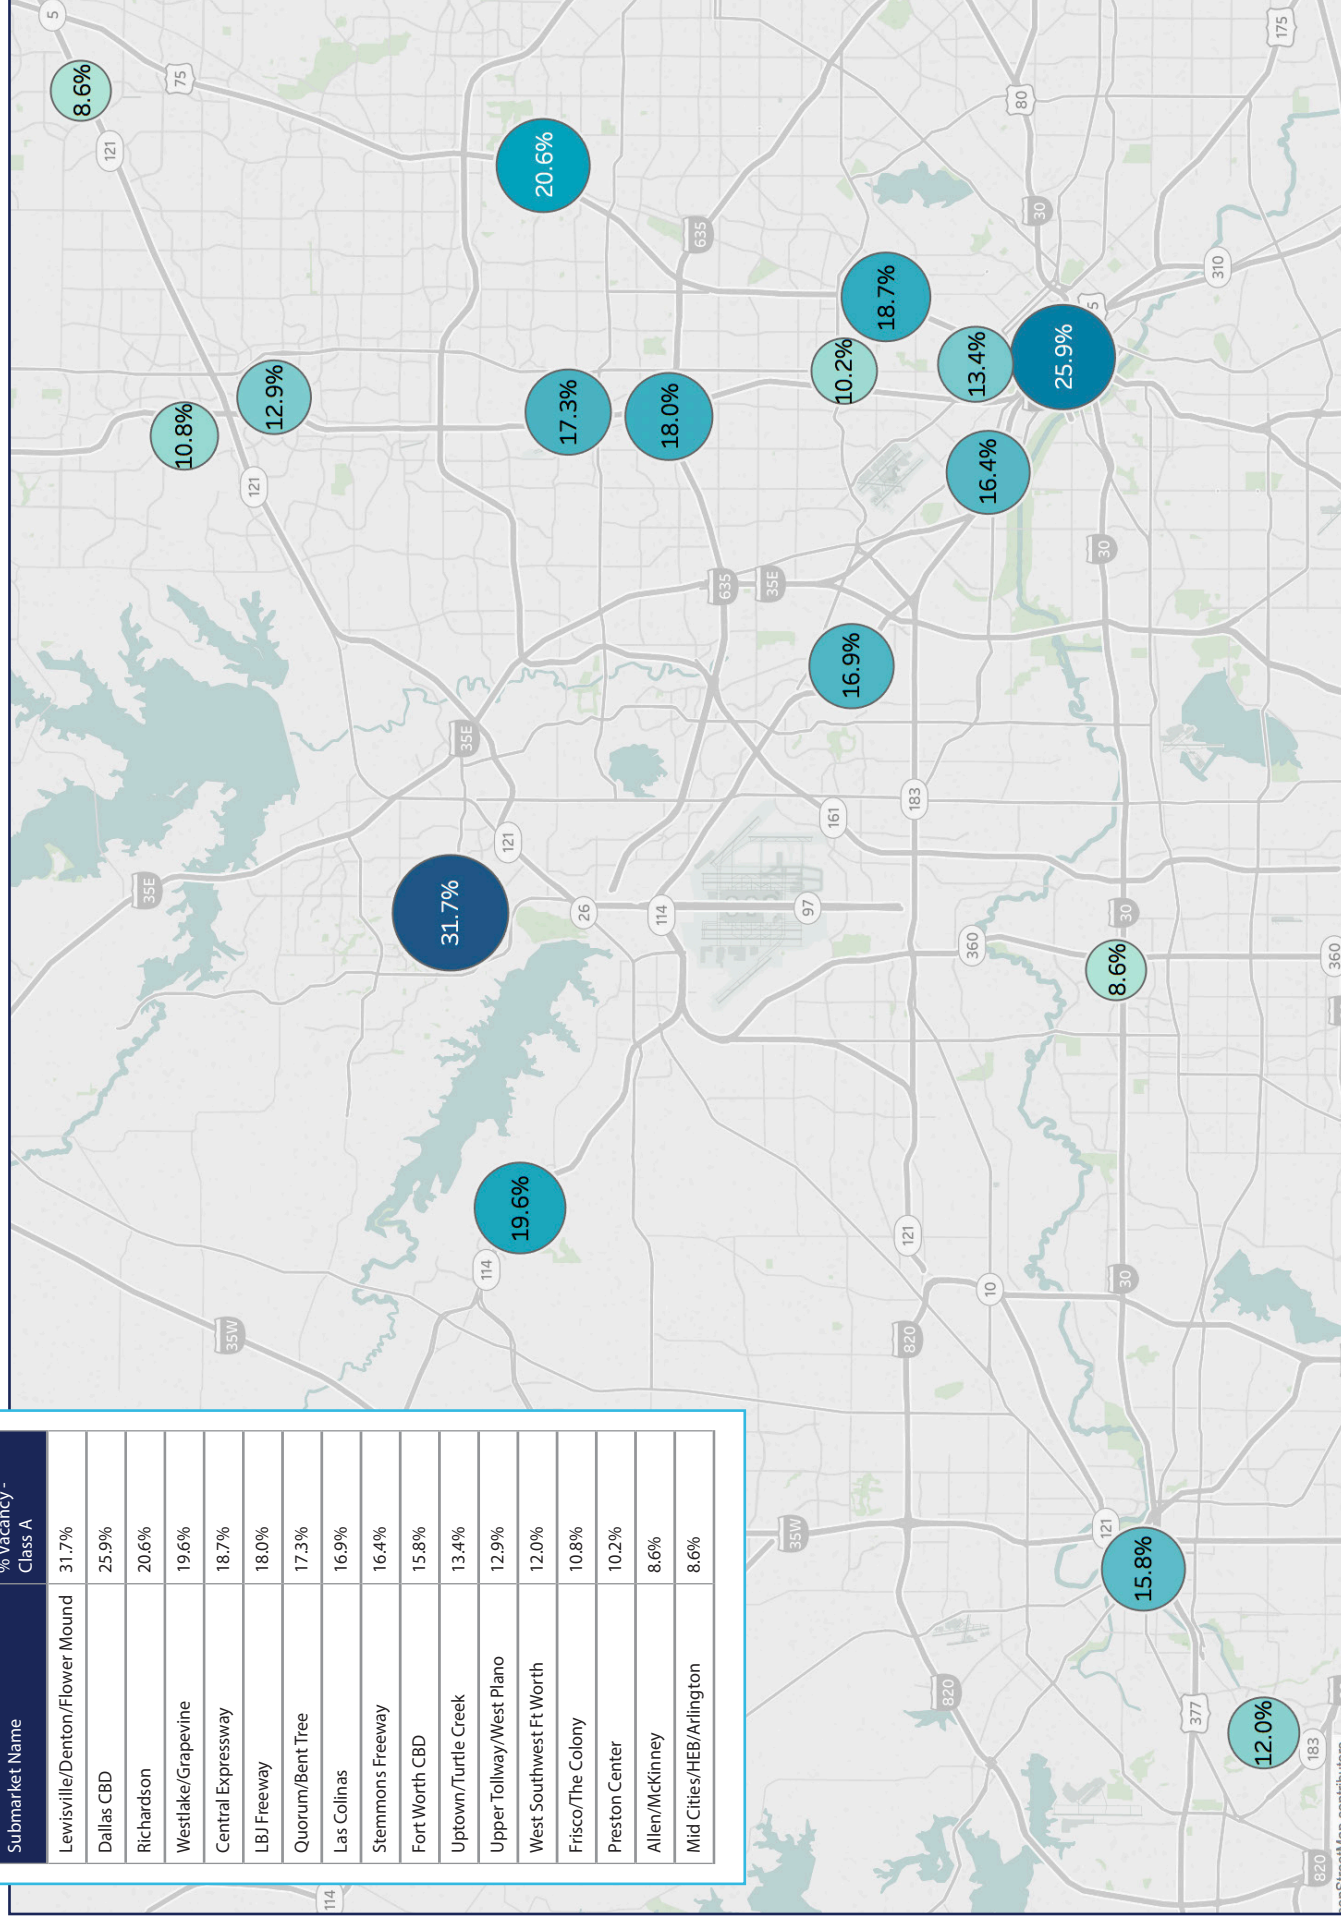 Submarket Name
% Vacancy -
Class A
Lewisville/Denton/Flower Mound 31.7%
Dallas CBD 25.9%
Richardson 20.6%
Westlake/Grapevine 19.6%
Central Expressway 18.7%
LBJ Freeway 18.0%
Quorum/Bent Tree 17.3%
Las Colinas 16.9%
Stemmons Freeway 16.4%
Fort Worth CBD 15.8%
Uptown/Turtle Creek 13.4%
Upper Tollway/West Plano 12.9%
West Southwest Ft Worth 12.0%
Frisco/The Colony 10.8%
Preston Center 10.2%
Allen/McKinney 8.6%
Mid Cities/HEB/Arlington 8.6%
5
8.6%
75
121
10.8%
12.9%
121
35E
114
35W
31.7%
35E
121
20.6%
17.3%
18.0%
635
19.6%
114
26
114
635
35E
97
161
16.9%
10.2%
18.7%
13.4%
16.4%
25.9%
5
80
30
175
310
30
183
360
121
820
10
35W
30
8.6%
30
360
820
121
15.8%
377
12.0%
183
820
StreetMap contributors